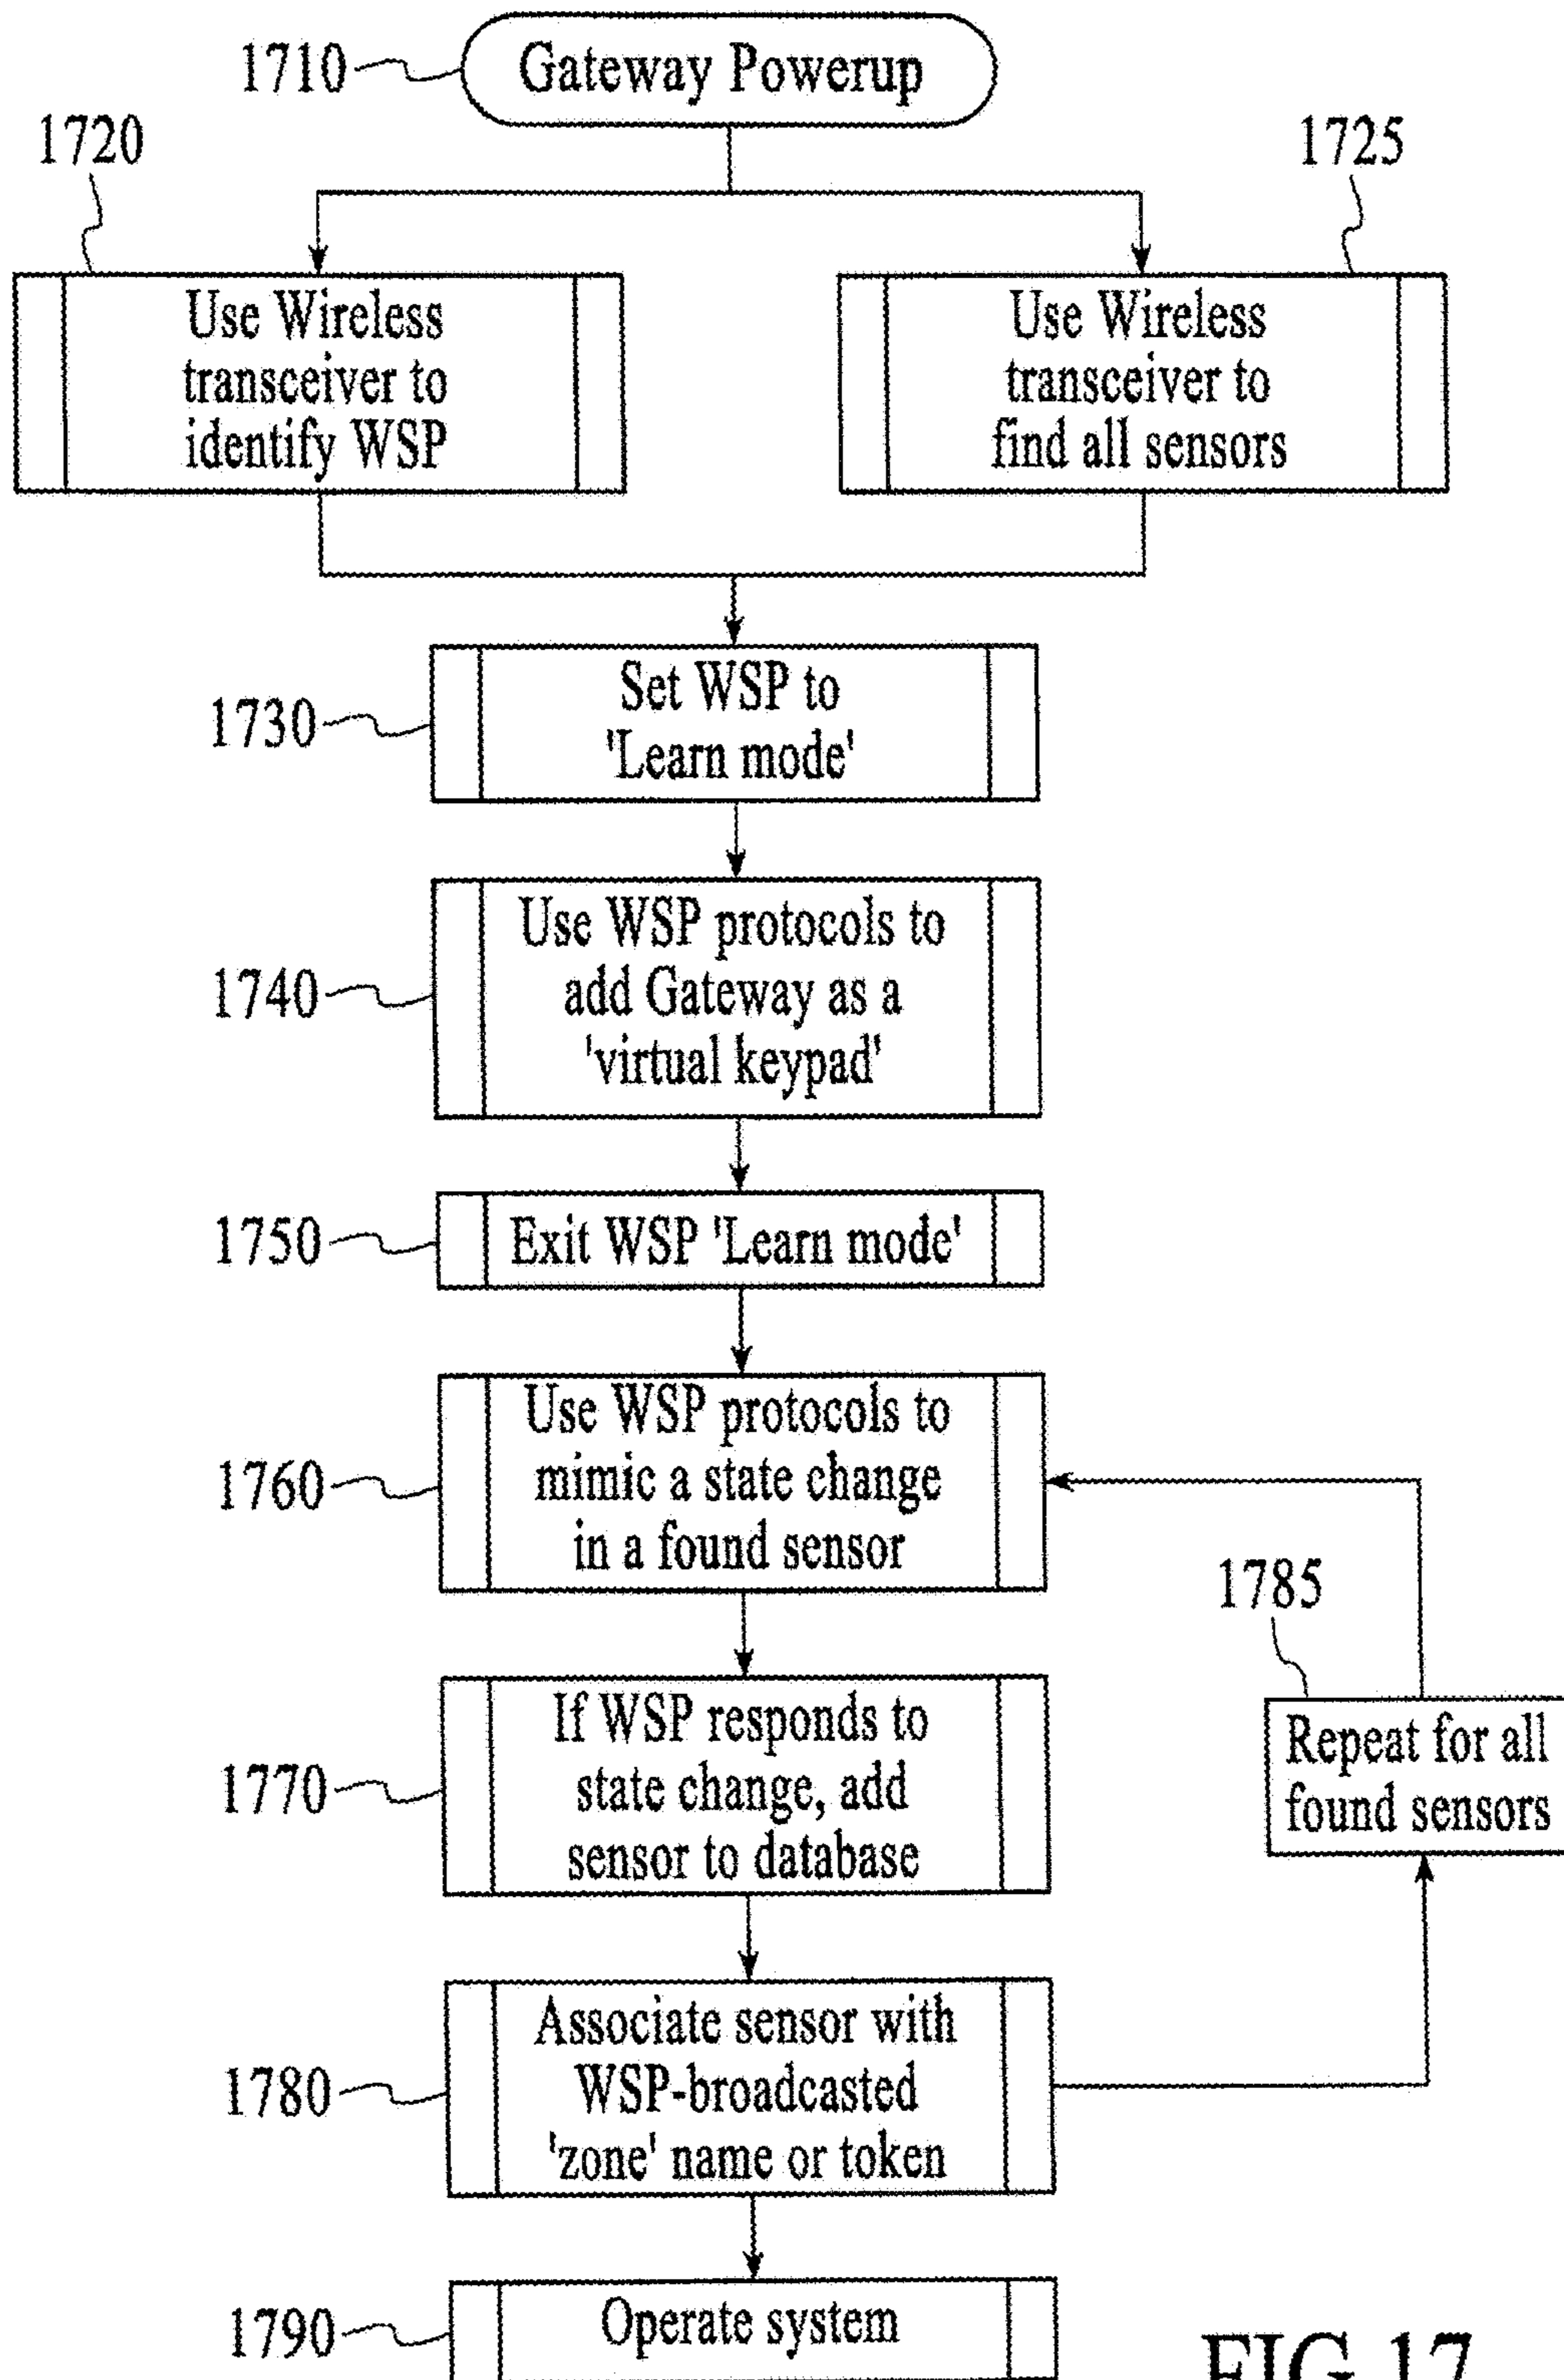 1710
Gateway Powerup
1720
1725
Use Wireless
transceiver to
identify WSP
Use Wireless
transceiver to
find all sensors
1730
Set WSP to
'Learn mode'
1740
Use WSP protocols to
add Gateway as a
'virtual keypad'
1750
Exit WSP 'Learn mode'
1760
Use WSP protocols to
mimic a state change
in a found sensor
1785
Repeat for all
found sensors
1770
If WSP responds to
state change, add
sensor to database
1780
Associate sensor with
WSP-broadcasted
'zone' name or token
1790
Operate system
FIG.17